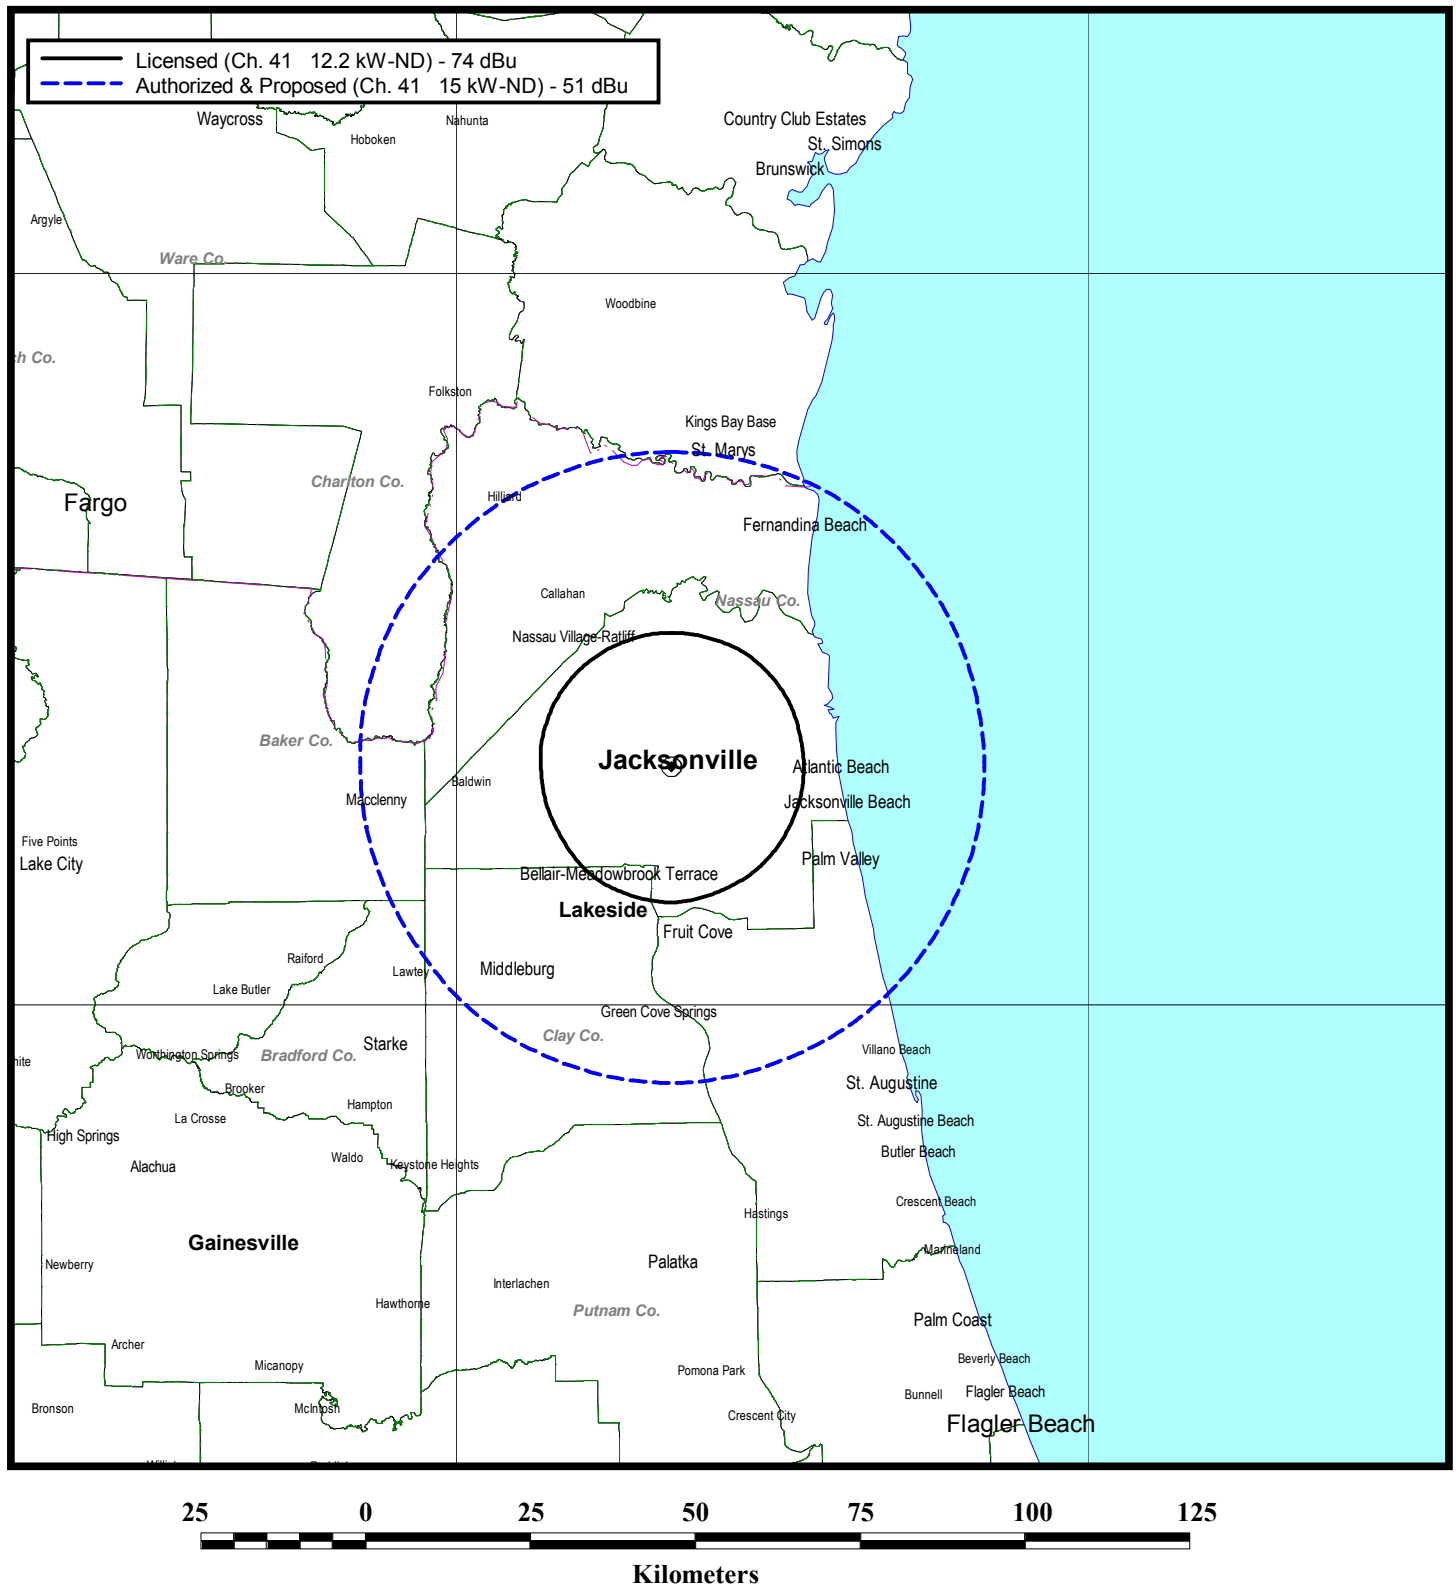 Licensed (Ch. 41 12.2 kW-ND) - 74 dBu
Authorized & Proposed (Ch. 41 15 kW-ND) - 51 dBu
Waycross
Nahunta
Country Club Estates
Hoboken
St. Simons
Brunswick
Argyle
Ware Co.
Woodbine
ch Co.
Folkston
Kings Bay Base
St. Marys
Charlton Co.
Hilliard
Fargo
Fernandina Beach
Callahan
Nassau Co.
Nassau Village-Ratliff
Baker Co.
Jacksonville
Atlantic Beach
Baldwin
Macclenny
Jacksonville Beach
Five Points
Lake City
Palm Valley
Bellair-Meadowbrook Terrace
Lakeside
Fruit Cove
Raiford
Lawtey
Middleburg
Lake Butler
Green Cove Springs
Clay Co.
Starke
Villano Beach
Worthington Springs
Bradford Co.
hite
St. Augustine
Brooker
Hampton
La Crosse
St. Augustine Beach
High Springs
Butler Beach
Waldo
Keystone Heights
Alachua
Crescent Beach
Hastings
Gainesville
Marineland
Newberry
Palatka
Interlachen
Hawthorne
Putnam Co.
Palm Coast
Archer
Beverly Beach
Micanopy
Pomona Park
Bunnell
Flagler Beach
Bronson
McIntosh
Crescent City
Flagler Beach
25 0 25 50 75 100 125
Kilometers